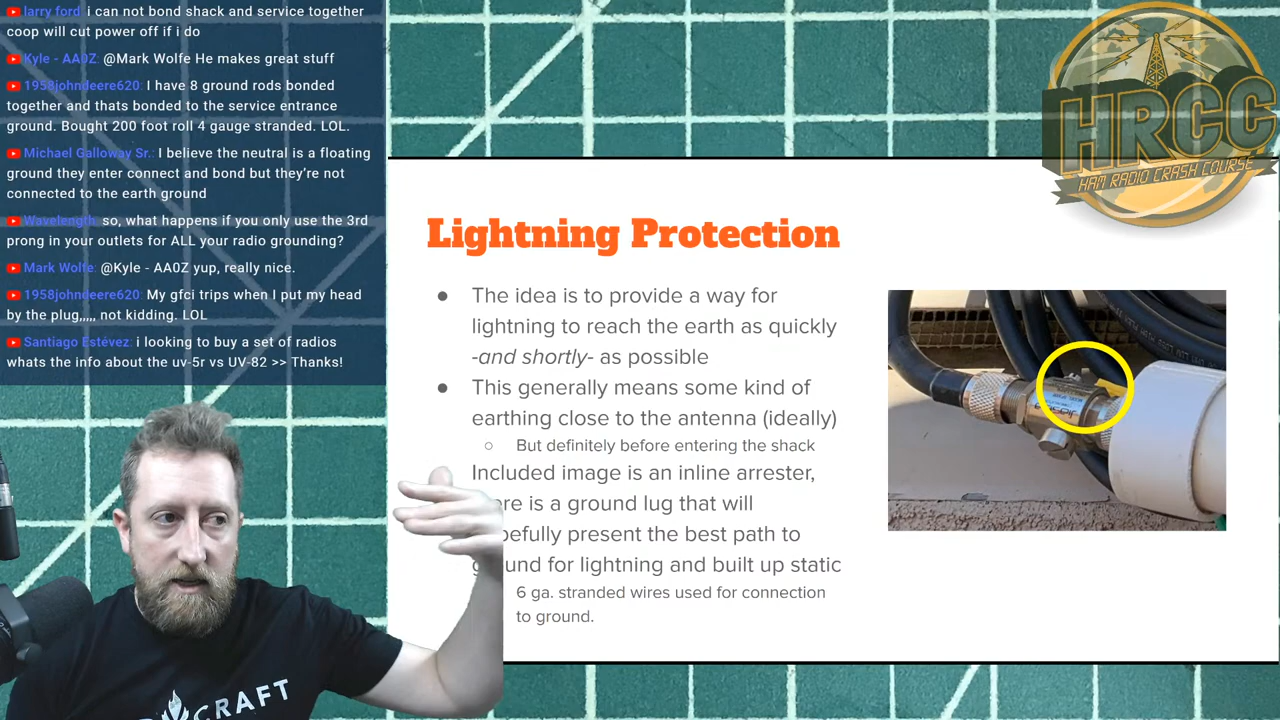 larry ford: i can not bond shack and service together
coop will cut power off if i do
Kyle - AA0Z: @Mark Wolfe He makes great stuff
1958johndeere620: I have 8 ground rods bonded
together and thats bonded to the service entrance
ground. Bought 200 foot roll 4 gauge stranded. LOL.
Michael Galloway Sr.: I believe the neutral is a floating
ground they enter connect and bond but they're not
connected to the earth ground
Wavelength: so, what happens if you only use the 3rd
prong in your outlets for ALL your radio grounding?
Mark Wolfe: @Kyle - AA0Z yup, really nice.
1958johndeere620: My gfci trips when I put my head
by the plug,,,,, not kidding. LOL
Santiago Estévez: i looking to buy a set of radios
whats the info about the uv-5r vs UV-82 >> Thanks!
HRCC
HAM RADIO CRASH COURSE
Lightning Protection
● The idea is to provide a way for
lightning to reach the earth as quickly
-and shortly- as possible
● This generally means some kind of
earthing close to the antenna (ideally)
○ But definitely before entering the shack
Included image is an inline arrester,
re is a ground lug that will
pefully present the best path to
und for lightning and built up static
6 ga. stranded wires used for connection
to ground.
CRAFT